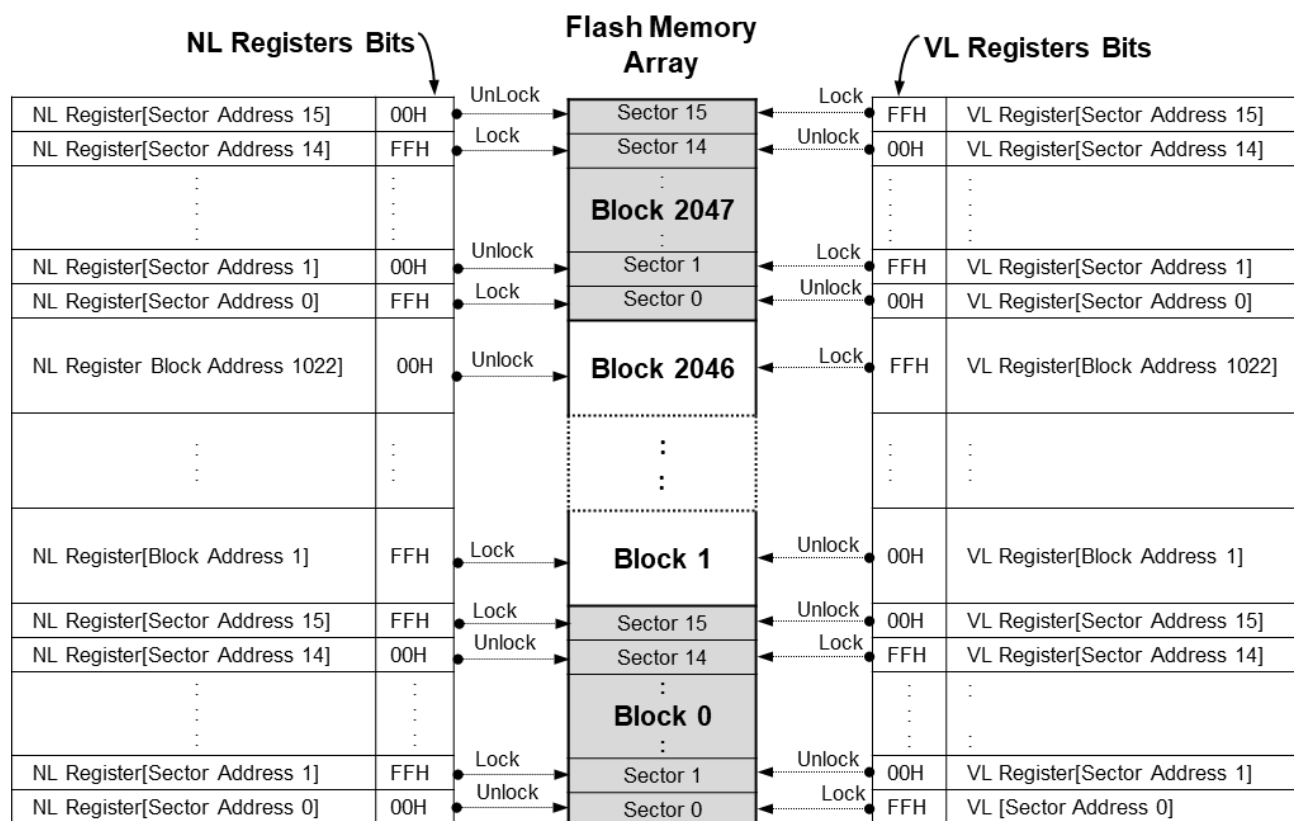 Flash Memory
Array
NL Registers Bits
VL Registers Bits
NL Register[Sector Address 15] 00H UnLock Sector 15 Lock FFH VL Register[Sector Address 15]
NL Register[Sector Address 14] FFH Lock Sector 14 Unlock 00H VL Register[Sector Address 14]
Block 2047
NL Register[Sector Address 1] 00H Unlock Sector 1 Lock FFH VL Register[Sector Address 1]
NL Register[Sector Address 0] FFH Lock Sector 0 Unlock 00H VL Register[Sector Address 0]
NL Register Block Address 1022] 00H Unlock Block 2046 Lock FFH VL Register[Block Address 1022]
NL Register[Block Address 1] FFH Lock Block 1 Unlock 00H VL Register[Block Address 1]
NL Register[Sector Address 15] FFH Lock Sector 15 Unlock 00H VL Register[Sector Address 15]
NL Register[Sector Address 14] 00H Unlock Sector 14 Lock FFH VL Register[Sector Address 14]
Block 0
NL Register[Sector Address 1] FFH Lock Sector 1 Unlock 00H VL Register[Sector Address 1]
NL Register[Sector Address 0] 00H Unlock Sector 0 Lock FFH VL [Sector Address 0]